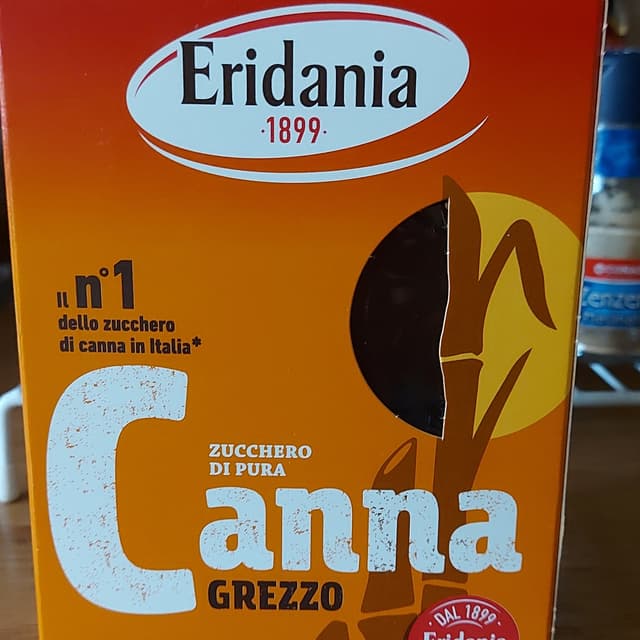 Eridania
·1899·
Il n°1
dello zucchero
di canna in Italia*
ZUCCHERO
DI PURA
Canna
GREZZO
DAL 1899
Eridania